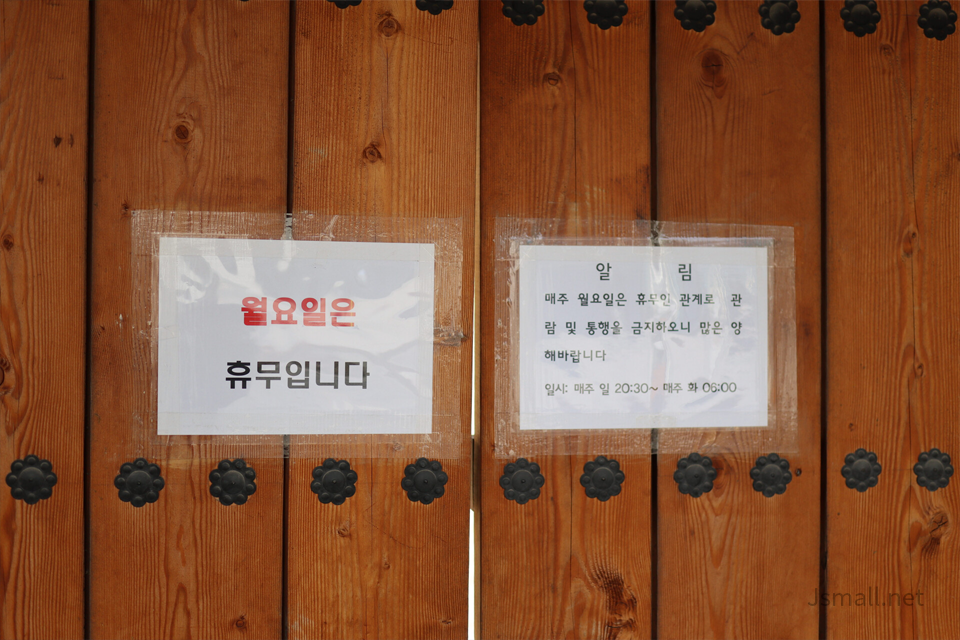 월요일은
휴무입니다
알 림
매주 월요일은 휴무인 관계로 관
람 및 통행을 금지하오니 많은 양
해바랍니다
일시: 매주 일 20:30~ 매주 화 06:00
Jsmall.net